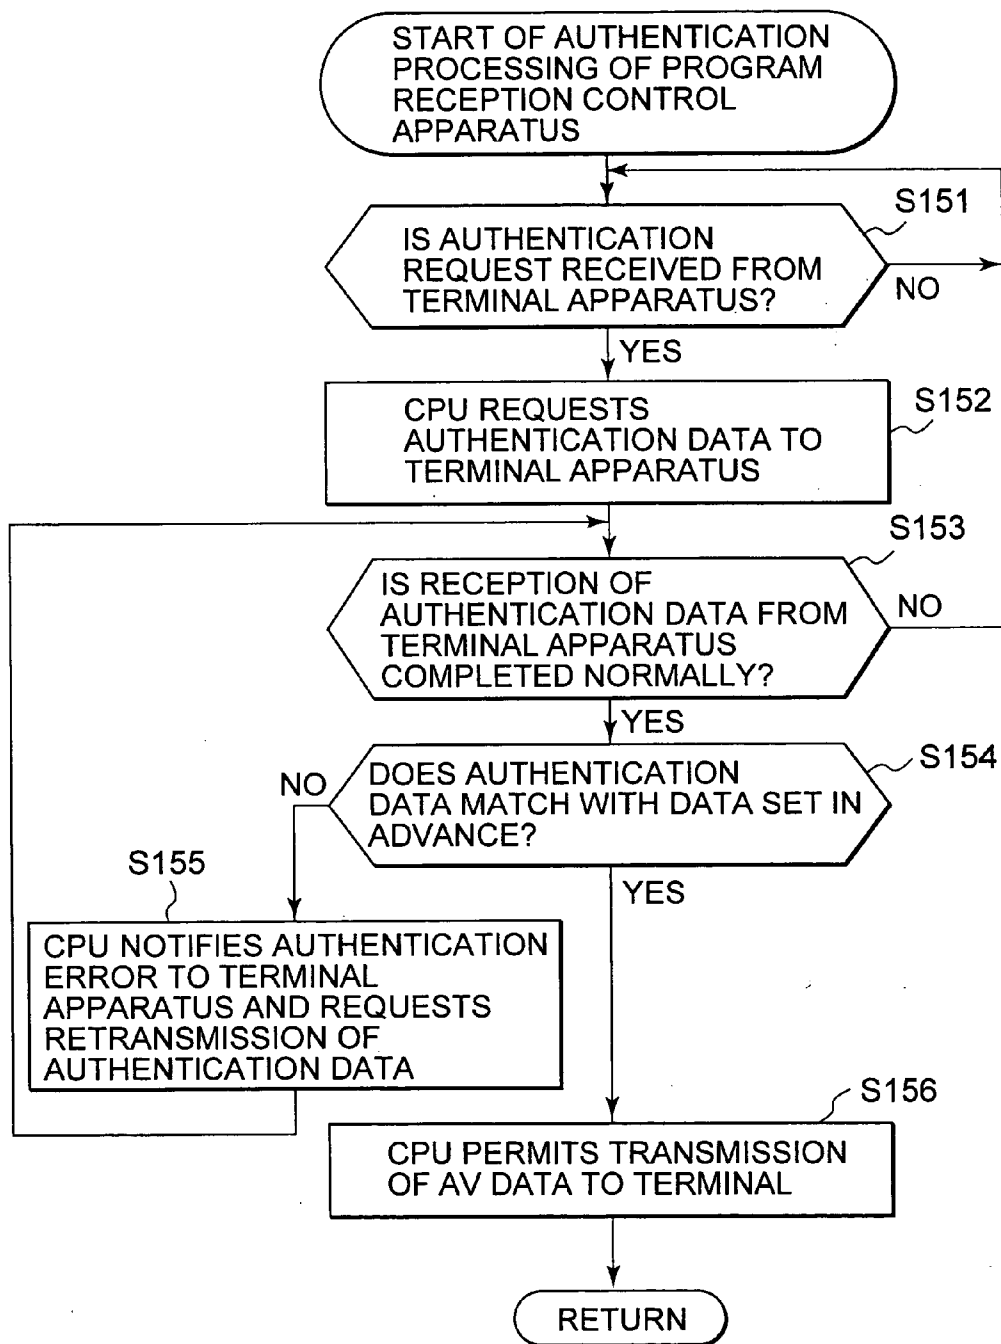 START OF AUTHENTICATION
PROCESSING OF PROGRAM
RECEPTION CONTROL
APPARATUS
S151
IS AUTHENTICATION
REQUEST RECEIVED FROM
TERMINAL APPARATUS?
NO
YES
S152
CPU REQUESTS
AUTHENTICATION DATA TO
TERMINAL APPARATUS
S153
IS RECEPTION OF
AUTHENTICATION DATA FROM
TERMINAL APPARATUS
COMPLETED NORMALLY?
NO
YES
S154
DOES AUTHENTICATION
DATA MATCH WITH DATA SET IN
ADVANCE?
NO
YES
S155
CPU NOTIFIES AUTHENTICATION
ERROR TO TERMINAL
APPARATUS AND REQUESTS
RETRANSMISSION OF
AUTHENTICATION DATA
S156
CPU PERMITS TRANSMISSION
OF AV DATA TO TERMINAL
RETURN